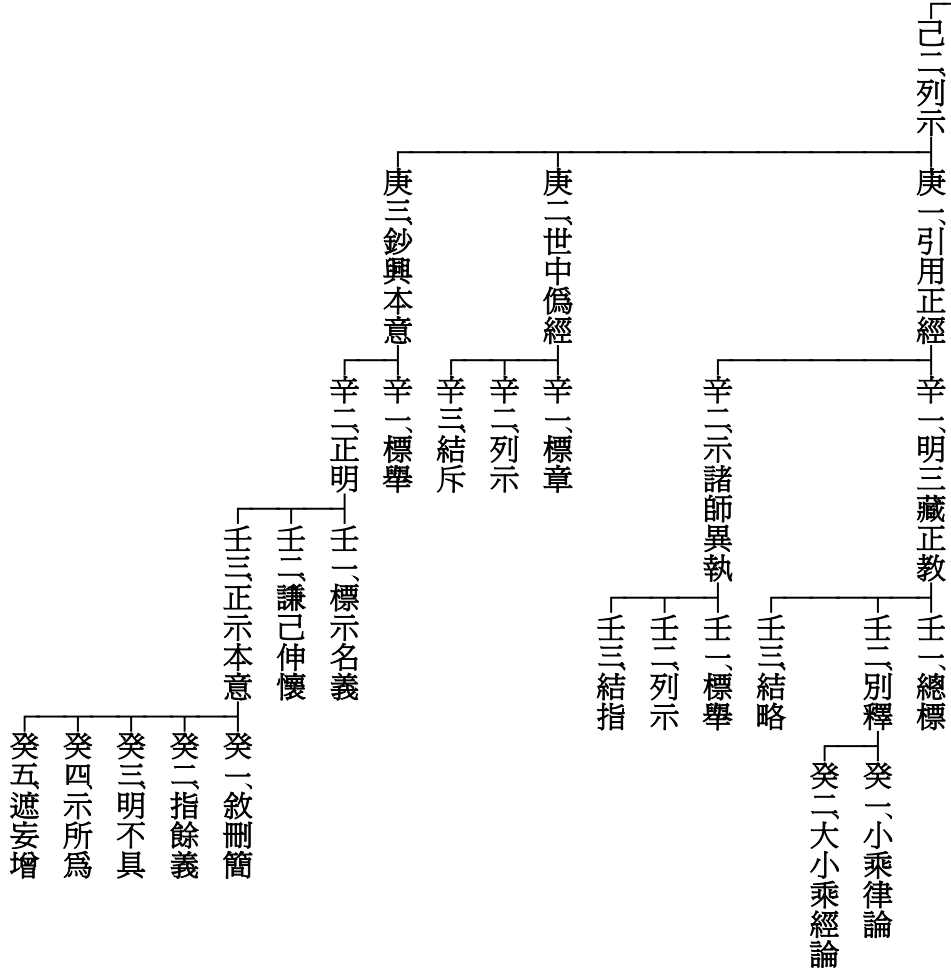 己二、列示
庚一、引用正經
辛一、明三藏正教
壬一、總標
壬二、別釋
癸一、小乘律論
癸二、大小乘經論
壬三、結略
辛二、示諸師異執
壬一、標舉
壬二、列示
壬三、結指
庚二、世中僞經
辛一、標章
辛二、列示
辛三、結斥
庚三、鈔興本意
辛一、標舉
辛二、正明
壬一、標示名義
壬二、謙己伸懷
壬三、正示本意
癸一、敘刪簡
癸二、指餘義
癸三、明不具
癸四、示所爲
癸五、遮妄增